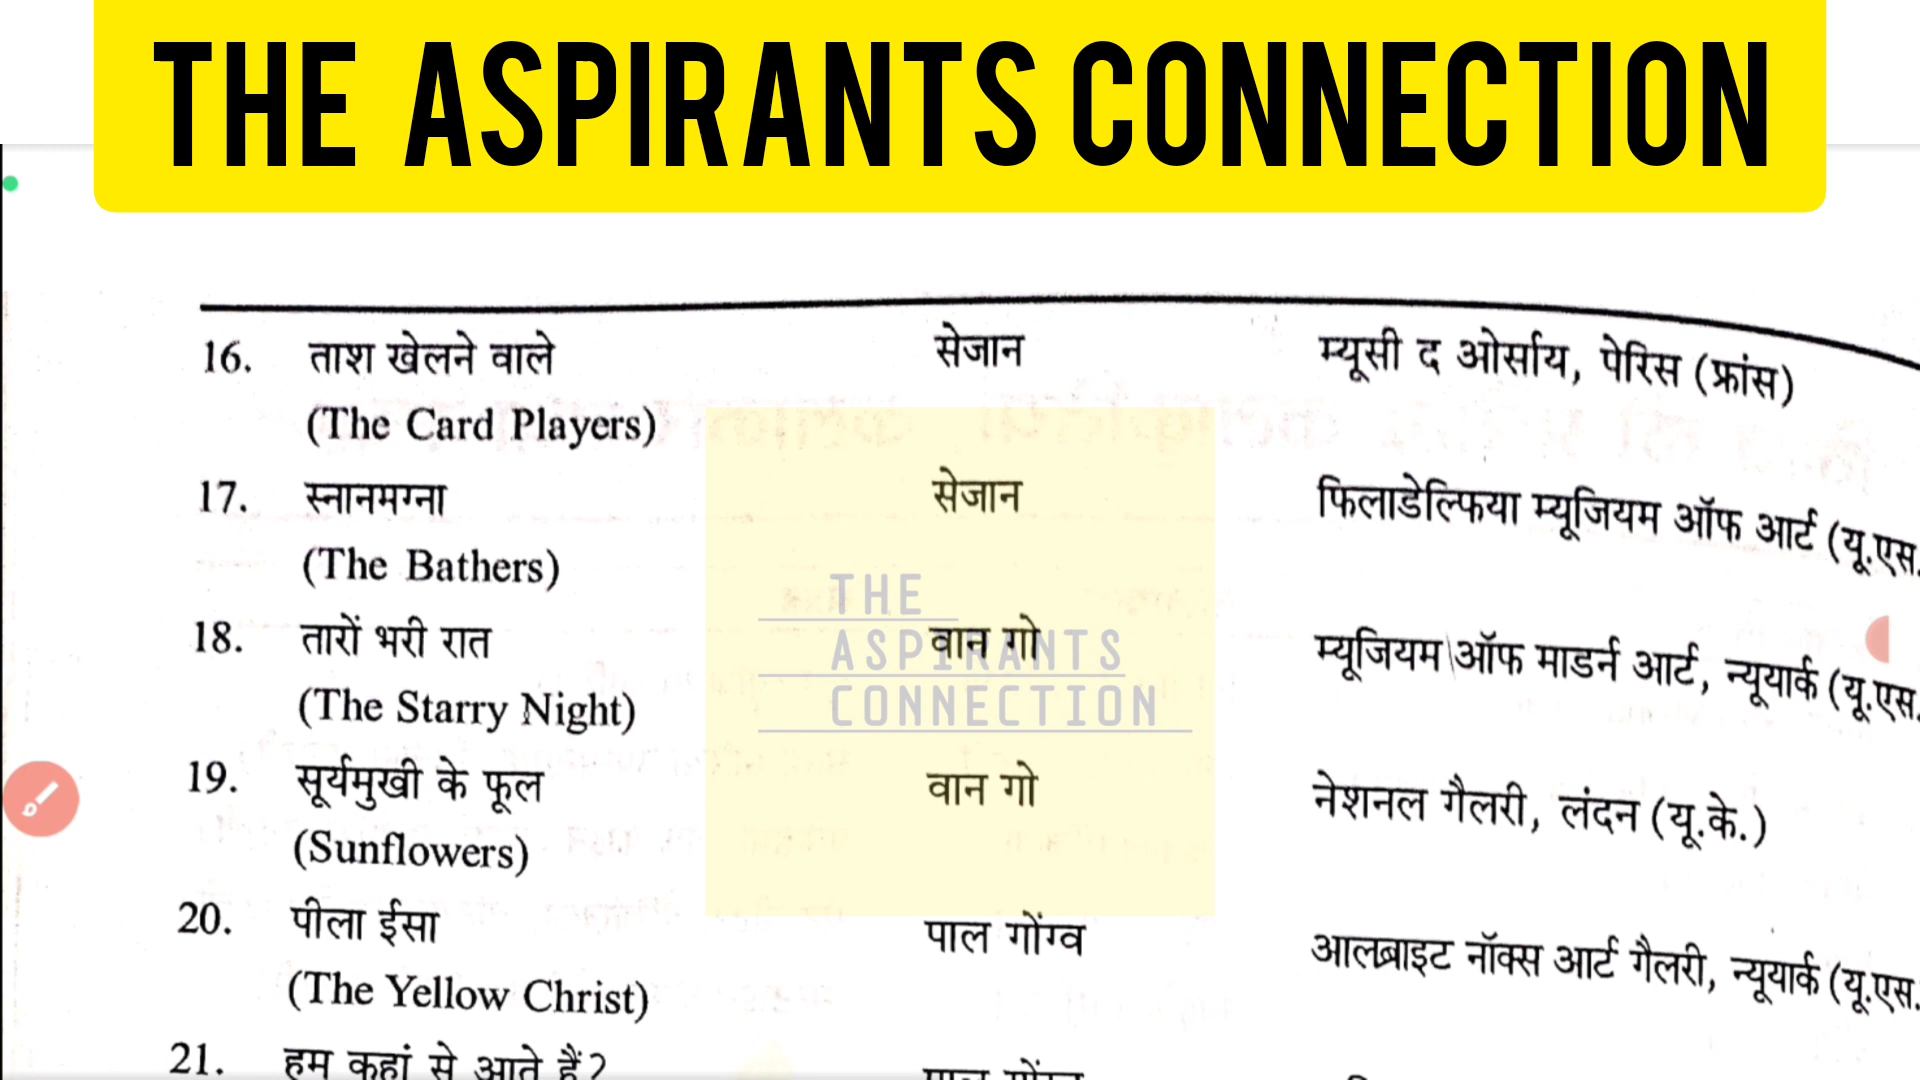 THE ASPIRANTS CONNECTION
16. ताश खेलने वाले सेजान म्यूसी द ओर्साय, पेरिस (फ्रांस)
(The Card Players)
17. स्नानमग्ना सेजान फिलाडेल्फिया म्यूजियम ऑफ आर्ट (यू.एस.
(The Bathers)
THE
18. तारों भरी रात वान गो म्यूजियम ऑफ माडर्न आर्ट, न्यूयार्क (यू.एस.
ASPIRANTS
(The Starry Night)
CONNECTION
19. सूर्यमुखी के फूल वान गो नेशनल गैलरी, लंदन (यू.के.)
(Sunflowers)
20. पीला ईसा पाल गोंग्व आलब्राइट नॉक्स आर्ट गैलरी, न्यूयार्क (यू.एस.
(The Yellow Christ)
21. हम कहां से आते हैं? पाल गोंग्व